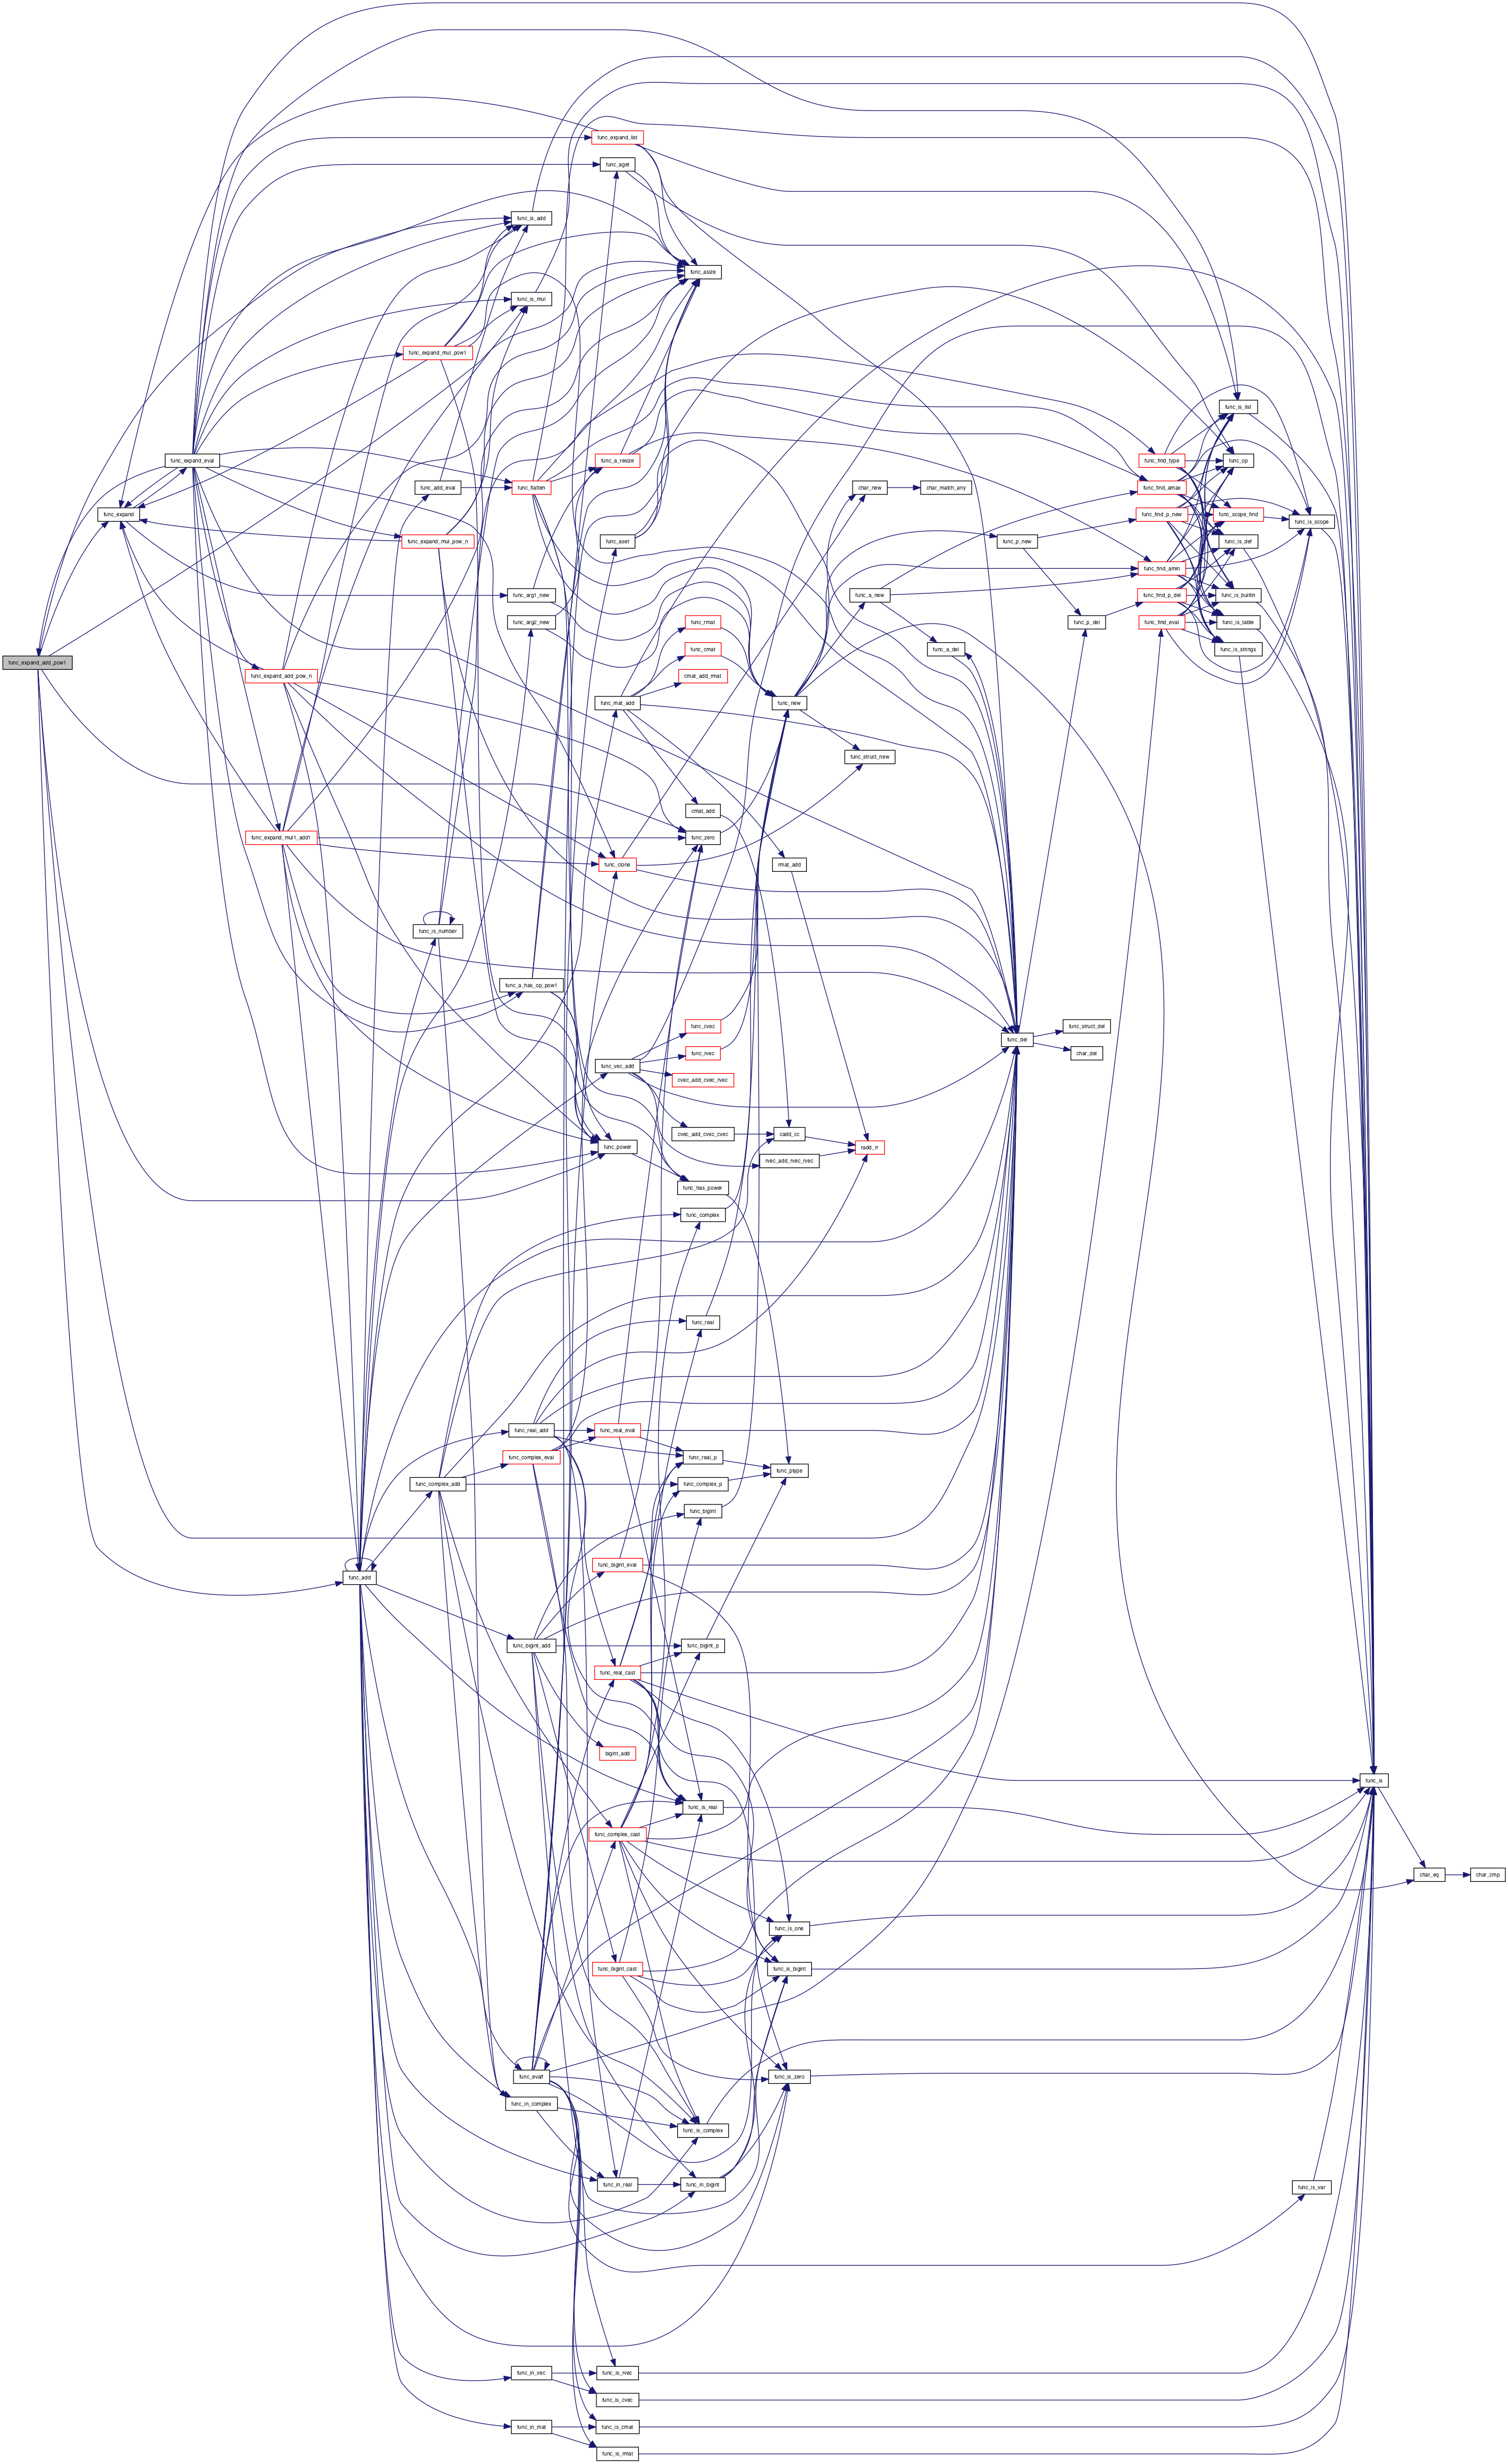 func_expand_list
func_aget
func_is_add
func_asize
func_is_mul
func_expand_mul_pow1
func_is_list
func_expand_eval
func_a_resize
func_find_type
func_op
func_add_eval
func_flatten
char_new
char_match_any
func_find_amax
func_expand
func_find_p_new
func_scope_find
func_is_scope
func_expand_mul_pow_n
func_aset
func_p_new
func_is_def
func_find_amin
func_arg1_new
func_a_new
func_find_p_del
func_is_builtin
func_arg2_new
func_rmat
func_p_del
func_find_eval
func_is_table
func_cmat
func_a_del
func_is_strings
func_expand_add_pow1
func_expand_add_pow_n
cmat_add_rmat
func_mat_add
func_new
func_struct_new
cmat_add
func_expand_mul1_add1
func_zero
func_clone
rmat_add
func_is_number
func_a_has_op_pow1
func_cvec
func_struct_del
func_rvec
func_del
char_del
func_vec_add
cvec_add_cvec_rvec
cvec_add_cvec_cvec
cadd_cc
func_power
radd_rr
rvec_add_rvec_rvec
func_has_power
func_complex
func_real
func_real_add
func_real_eval
func_complex_eval
func_real_p
func_ptype
func_complex_add
func_complex_p
func_bigint
func_bigint_eval
func_add
func_bigint_add
func_bigint_p
func_real_cast
bigint_add
func_is
func_is_real
func_complex_cast
char_eq
char_cmp
func_is_one
func_bigint_cast
func_is_bigint
func_evalf
func_is_zero
func_in_complex
func_is_complex
func_in_real
func_in_bigint
func_is_var
func_in_vec
func_is_rvec
func_is_cvec
func_in_mat
func_is_cmat
func_is_rmat